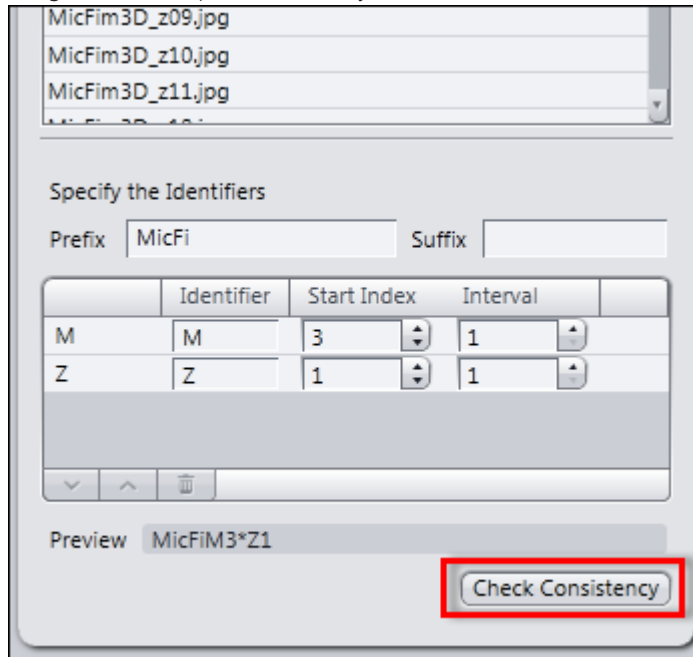 MicFim3D_z09.jpg
MicFim3D_z10.jpg
MicFim3D_z11.jpg
Specify the Identifiers
Prefix MicFi Suffix
Identifier Start Index Interval
M M 3 1
Z Z 1 1
Preview MicFiM3*Z1
Check Consistency